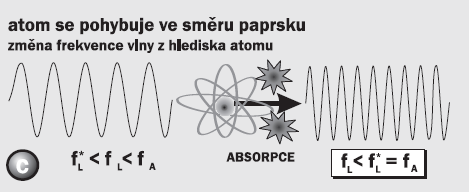 atom se pohybuje ve směru paprsku
změna frekvence vlny z hlediska atomu
C
f*L < fL < fA
ABSORPCE
fL < f*L = fA